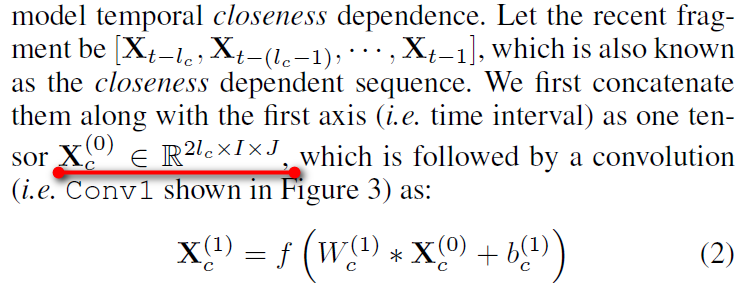 model temporal closeness dependence. Let the recent frag-
ment be [X_{t−l_c}, X_{t−(l_c−1)}, ⋯, X_{t−1}], which is also known
as the closeness dependent sequence. We first concatenate
them along with the first axis (i.e. time interval) as one ten-
sor X_c^{(0)} ∈ ℝ^{2l_c×I×J}, which is followed by a convolution
(i.e. Conv1 shown in Figure 3) as:
X_c^{(1)} = f (W_c^{(1)} ∗ X_c^{(0)} + b_c^{(1)}) (2)